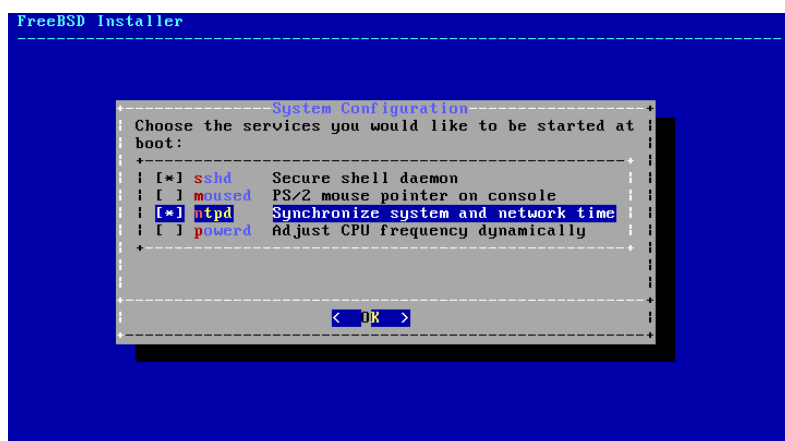 FreeBSD Installer
System Configuration
Choose the services you would like to be started at
boot:
[*] sshd Secure shell daemon
[ ] moused PS/2 mouse pointer on console
[*] ntpd Synchronize system and network time
[ ] powerd Adjust CPU frequency dynamically
< OK >